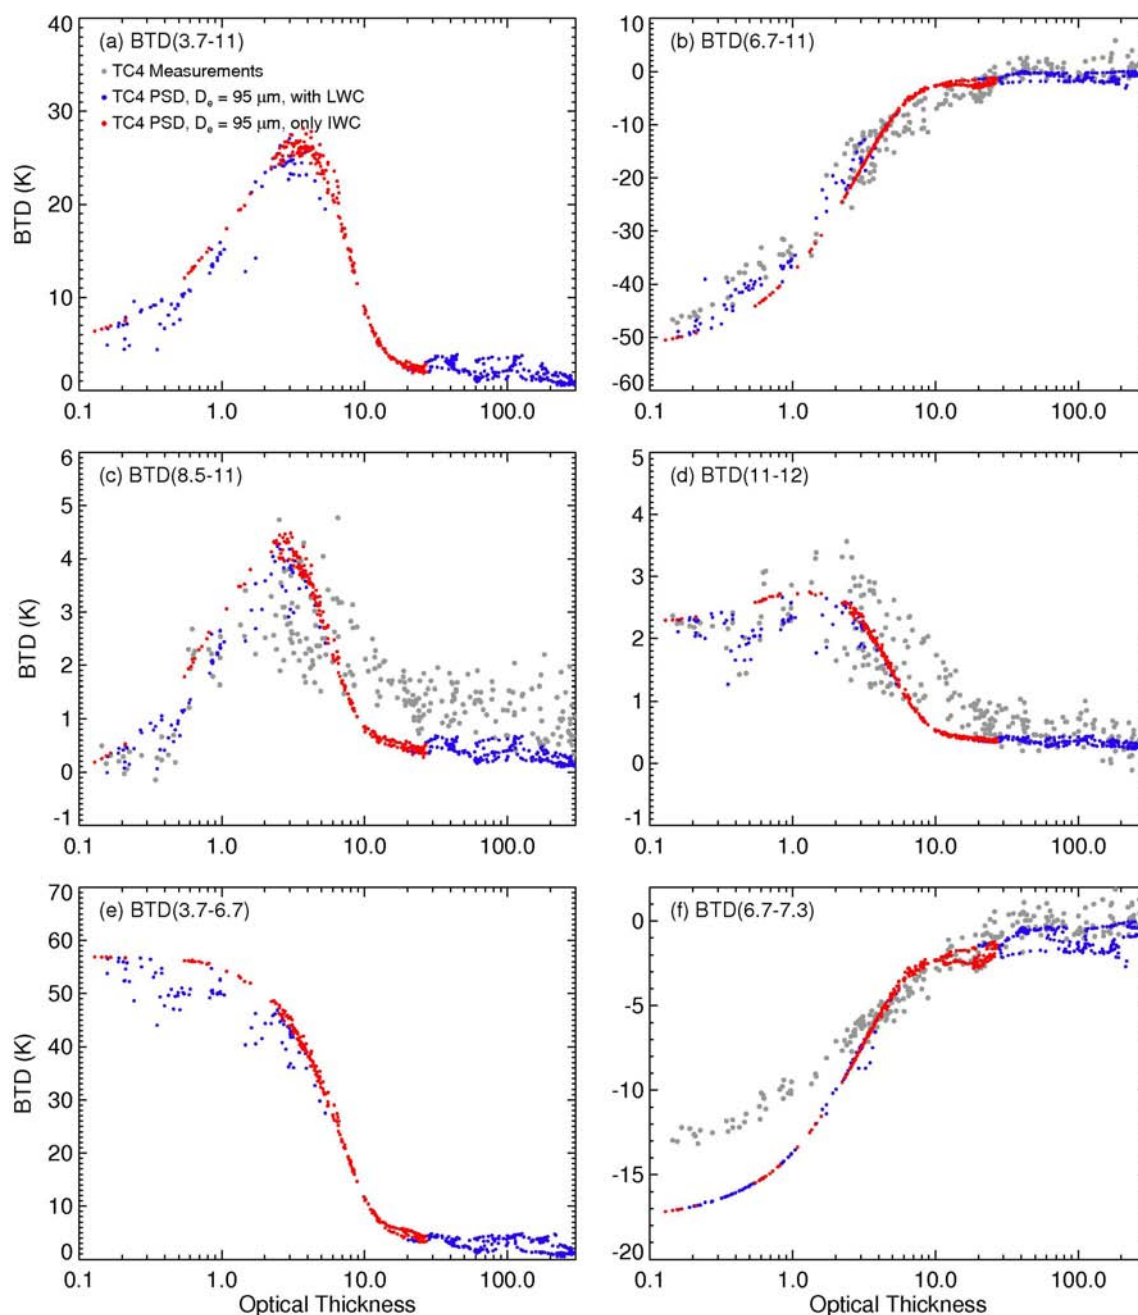 (a) BTD(3.7-11)
TC4 Measurements
TC4 PSD, Dₑ = 95 μm, with LWC
TC4 PSD, Dₑ = 95 μm, only IWC
BTD (K)
40
30
20
10
0
0.1 1.0 10.0 100.0
(b) BTD(6.7-11)
10
0
-10
-20
-30
-40
-50
-60
0.1 1.0 10.0 100.0
(c) BTD(8.5-11)
BTD (K)
6
5
4
3
2
1
0
-1
0.1 1.0 10.0 100.0
(d) BTD(11-12)
5
4
3
2
1
0
-1
0.1 1.0 10.0 100.0
(e) BTD(3.7-6.7)
BTD (K)
70
60
50
40
30
20
10
0
0.1 1.0 10.0 100.0
Optical Thickness
(f) BTD(6.7-7.3)
0
-5
-10
-15
-20
0.1 1.0 10.0 100.0
Optical Thickness